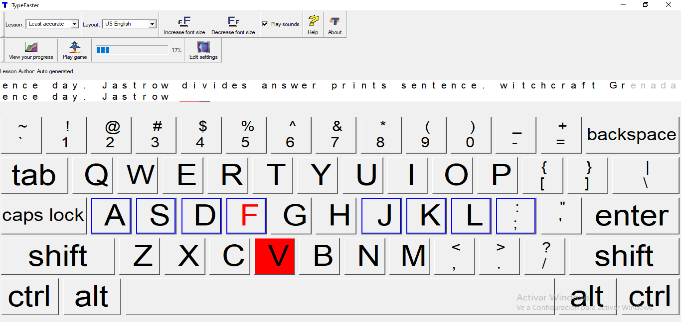 TypeFaster
Lesson: Least accurate Layout: US English Increase font size Decrease font size Play sounds Help About
View your progress Play game 17% Edit settings
Lesson Author: Auto generated
ence day. Jastrow divides answer prints sentence. witchcraft Grenada
ence day. Jastrow
~ ` ! 1 @ 2 # 3 $ 4 % 5 ^ 6 & 7 * 8 ( 9 ) 0 _ - + = backspace
tab Q W E R T Y U I O P { [ } ] | \
caps lock A S D F G H J K L : ; " ' enter
shift Z X C V B N M < , > . ? / shift
ctrl alt alt ctrl
Activar Windows
Ve a Configuración para activar Windows.